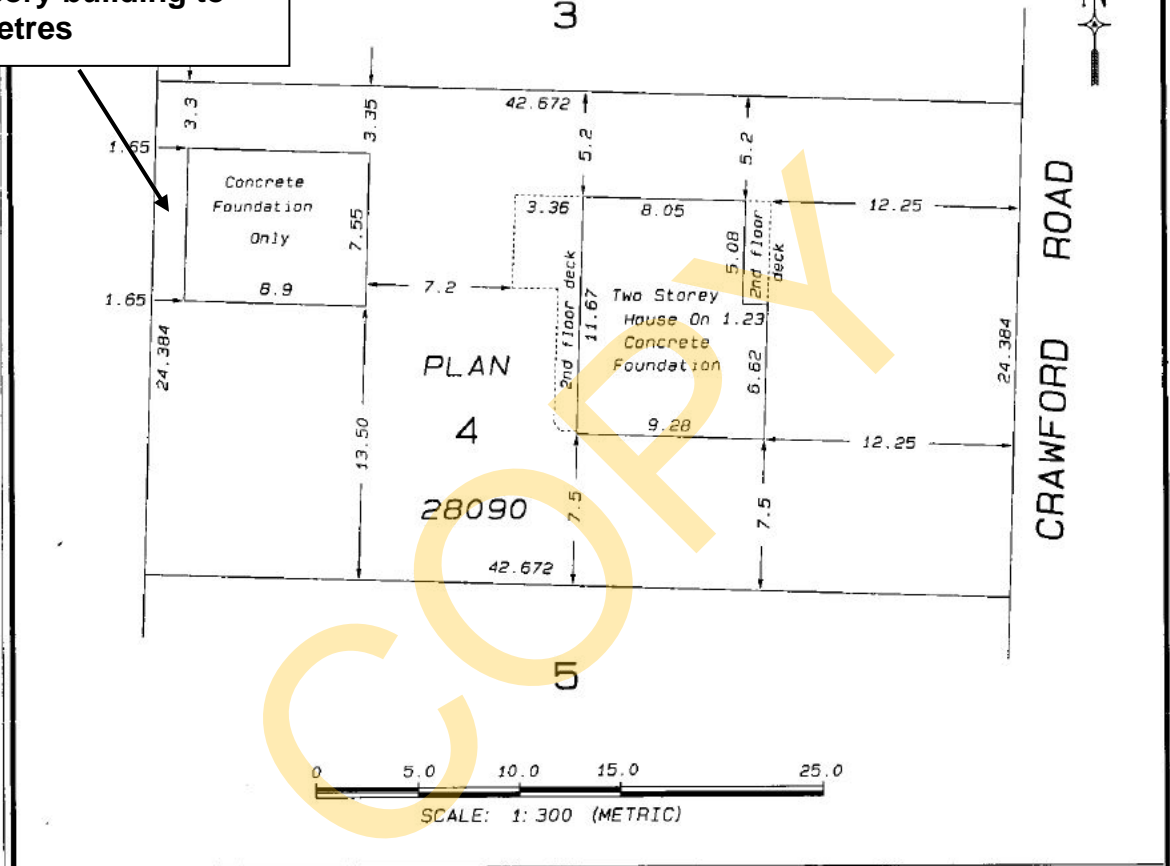 sory building to
etres
3
N
42.672
3.3
3.35
5.2
5.2
1.65
Concrete
Foundation
Only
7.55
3.36
8.05
12.25
ROAD
5.08
2nd floor
deck
1.65
8.9
7.2
2nd floor deck
11.67
Two Storey
House On 1.23
Concrete
Foundation
24.384
24.384
PLAN
6.62
CRAWFORD
13.50
4
9.28
12.25
28090
7.5
7.5
42.672
5
0 5.0 10.0 15.0 25.0
SCALE: 1:300 (METRIC)
COPY